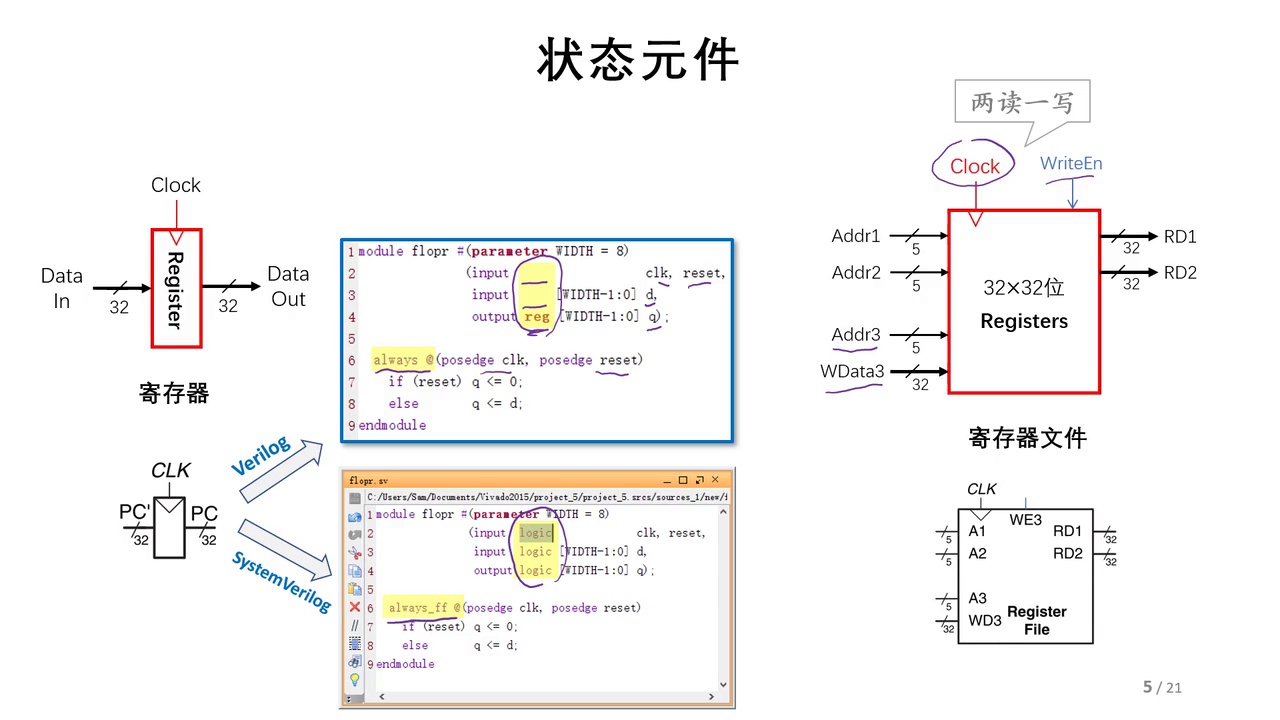 状态元件
两读一写
Clock
Data In
32
Register
32
Data Out
寄存器
CLK
PC'
32
PC
32
Verilog
SystemVerilog
1 module flopr #(parameter WIDTH = 8)
2 (input clk, reset,
3 input [WIDTH-1:0] d,
4 output reg [WIDTH-1:0] q);
5
6 always @(posedge clk, posedge reset)
7 if (reset) q <= 0;
8 else q <= d;
9 endmodule
flopr.sv
C:/Users/Sam/Documents/Vivado2015/project_5/project_5.srcs/sources_1/new/
1 module flopr #(parameter WIDTH = 8)
2 (input logic clk, reset,
3 input logic [WIDTH-1:0] d,
4 output logic [WIDTH-1:0] q);
5
6 always_ff @(posedge clk, posedge reset)
7 if (reset) q <= 0;
8 else q <= d;
9 endmodule
Clock
WriteEn
Addr1
5
Addr2
5
Addr3
5
WData3
32
32×32位
Registers
RD1
32
RD2
32
寄存器文件
CLK
WE3
A1
5
A2
5
A3
5
WD3
32
RD1
32
RD2
32
Register
File
5 / 21